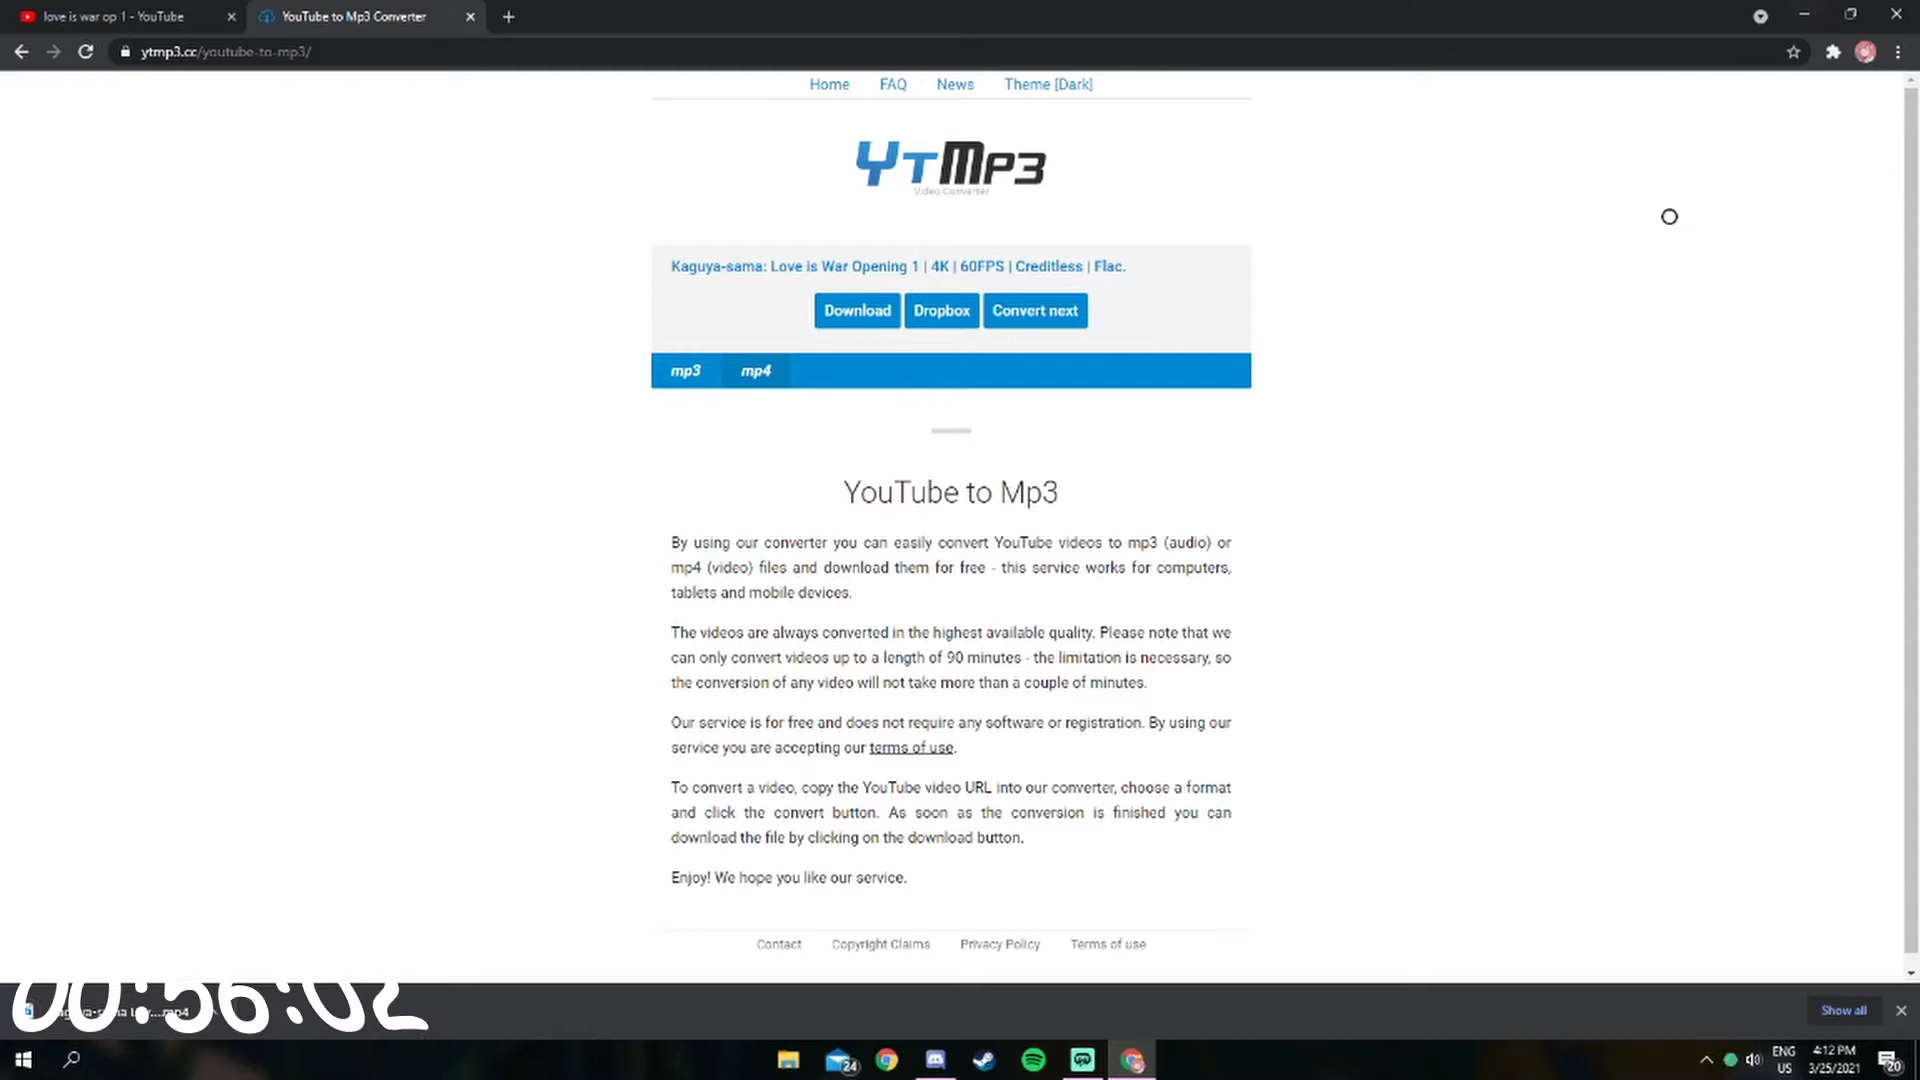 love is war op 1 - YouTube
YouTube to Mp3 Converter
ytmp3.cc/youtube-to-mp3/
Home FAQ News Theme [Dark]
YTMP3
Video Converter
Kaguya-sama: Love is War Opening 1 | 4K | 60FPS | Creditless | Flac.
Download Dropbox Convert next
mp3 mp4
YouTube to Mp3
By using our converter you can easily convert YouTube videos to mp3 (audio) or
mp4 (video) files and download them for free - this service works for computers,
tablets and mobile devices.
The videos are always converted in the highest available quality. Please note that we
can only convert videos up to a length of 90 minutes - the limitation is necessary, so
the conversion of any video will not take more than a couple of minutes.
Our service is for free and does not require any software or registration. By using our
service you are accepting our terms of use.
To convert a video, copy the YouTube video URL into our converter, choose a format
and click the convert button. As soon as the conversion is finished you can
download the file by clicking on the download button.
Enjoy! We hope you like our service.
Contact Copyright Claims Privacy Policy Terms of use
00:56:02
Show all
24
ENG
US
4:12 PM
3/25/2021
20